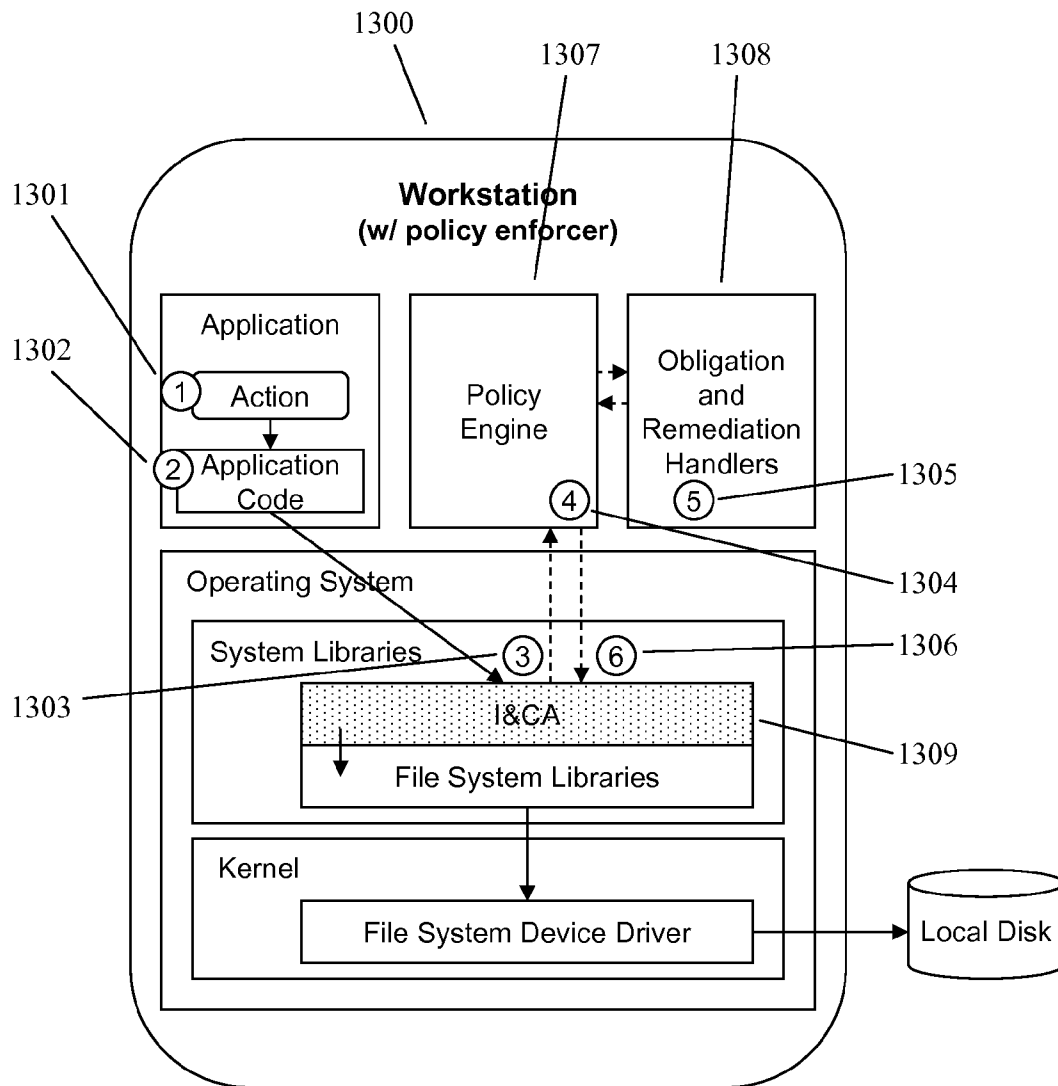 1300
1307
1308
1301
Workstation
(w/ policy enforcer)
1302
Application
1
Action
2
Application
Code
Policy
Engine
4
Obligation
and
Remediation
Handlers
5
1305
1304
Operating System
System Libraries
3
6
1306
1303
I&CA
1309
File System Libraries
Kernel
File System Device Driver
Local Disk